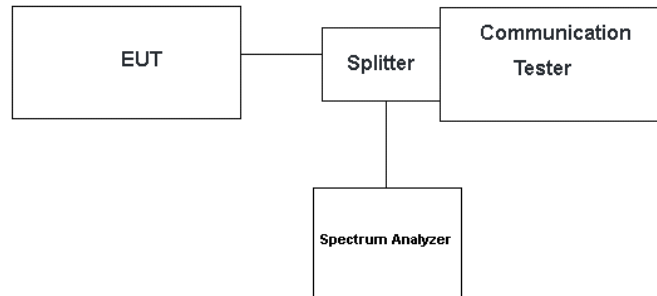 EUT
Splitter
Communication
Tester
Spectrum Analyzer